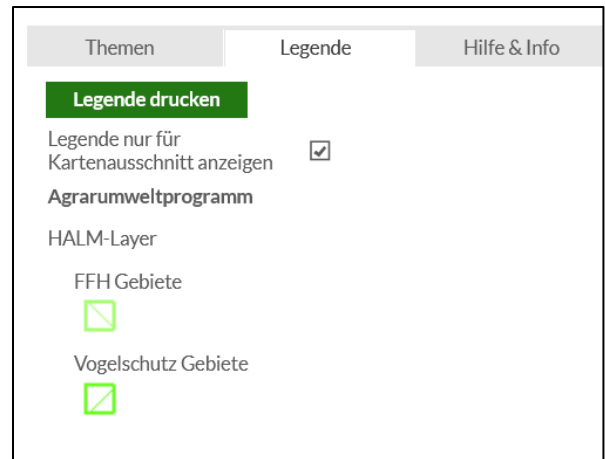 Themen Legende Hilfe & Info
Legende drucken
Legende nur für
Kartenausschnitt anzeigen
Agrarumweltprogramm
HALM-Layer
FFH Gebiete
Vogelschutz Gebiete